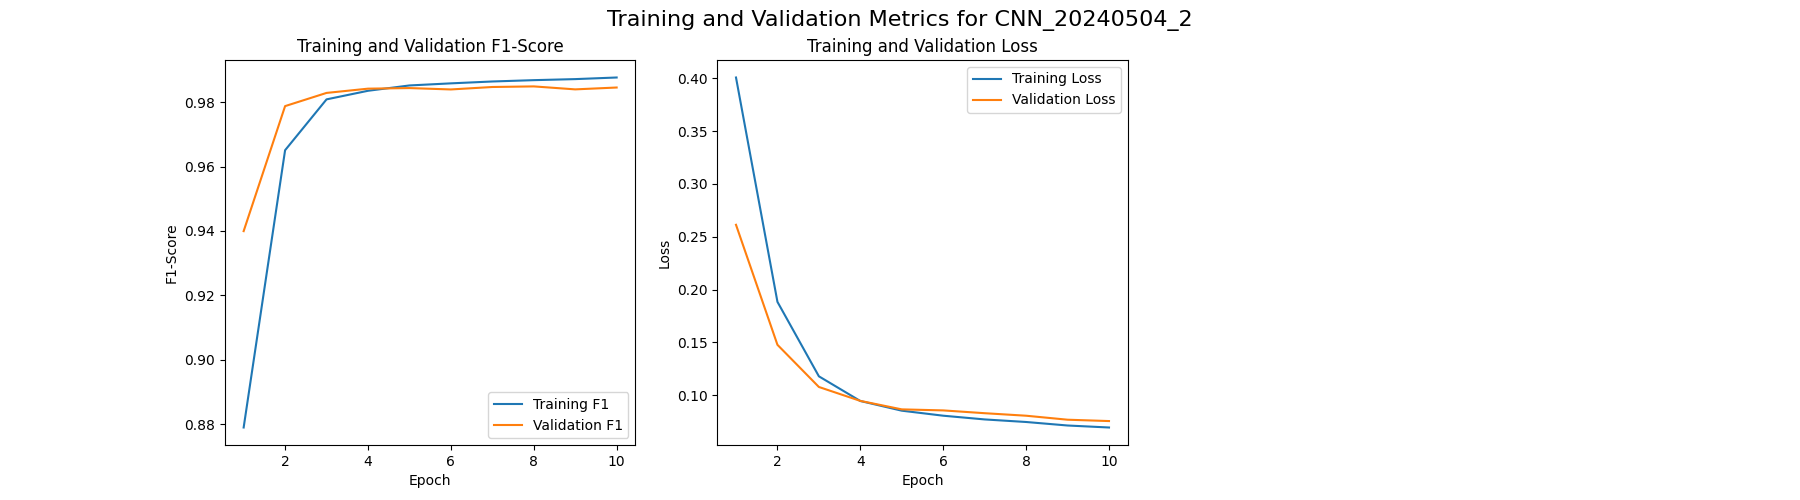 Training and Validation Metrics for CNN_20240504_2
Training and Validation F1-Score
F1-Score
0.98
0.96
0.94
0.92
0.90
0.88
Training F1
Validation F1
2 4 6 8 10
Epoch
Training and Validation Loss
Loss
0.40
0.35
0.30
0.25
0.20
0.15
0.10
Training Loss
Validation Loss
2 4 6 8 10
Epoch